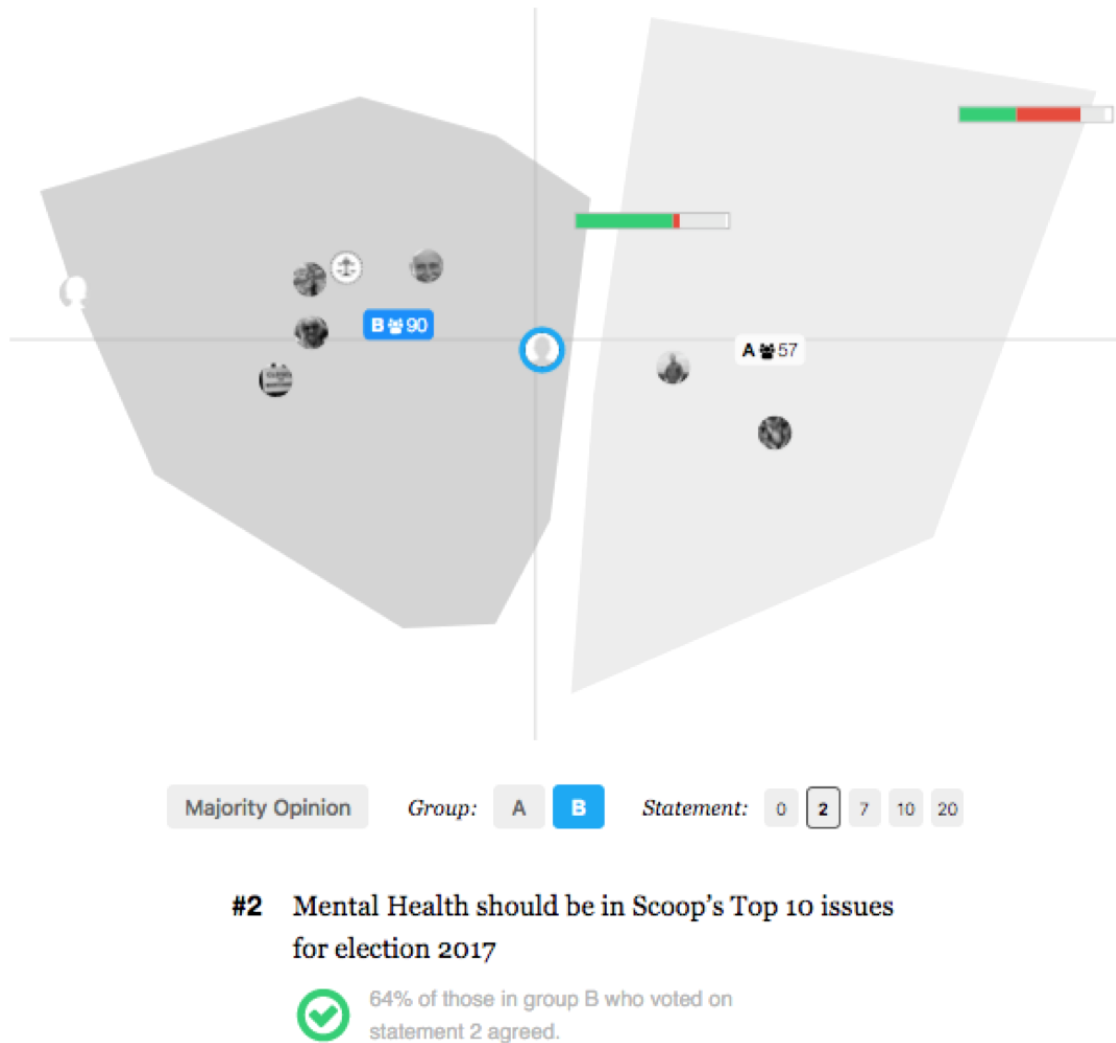 B 90
A 57
Majority Opinion Group: A B Statement: 0 2 7 10 20
#2 Mental Health should be in Scoop's Top 10 issues
for election 2017
64% of those in group B who voted on
statement 2 agreed.